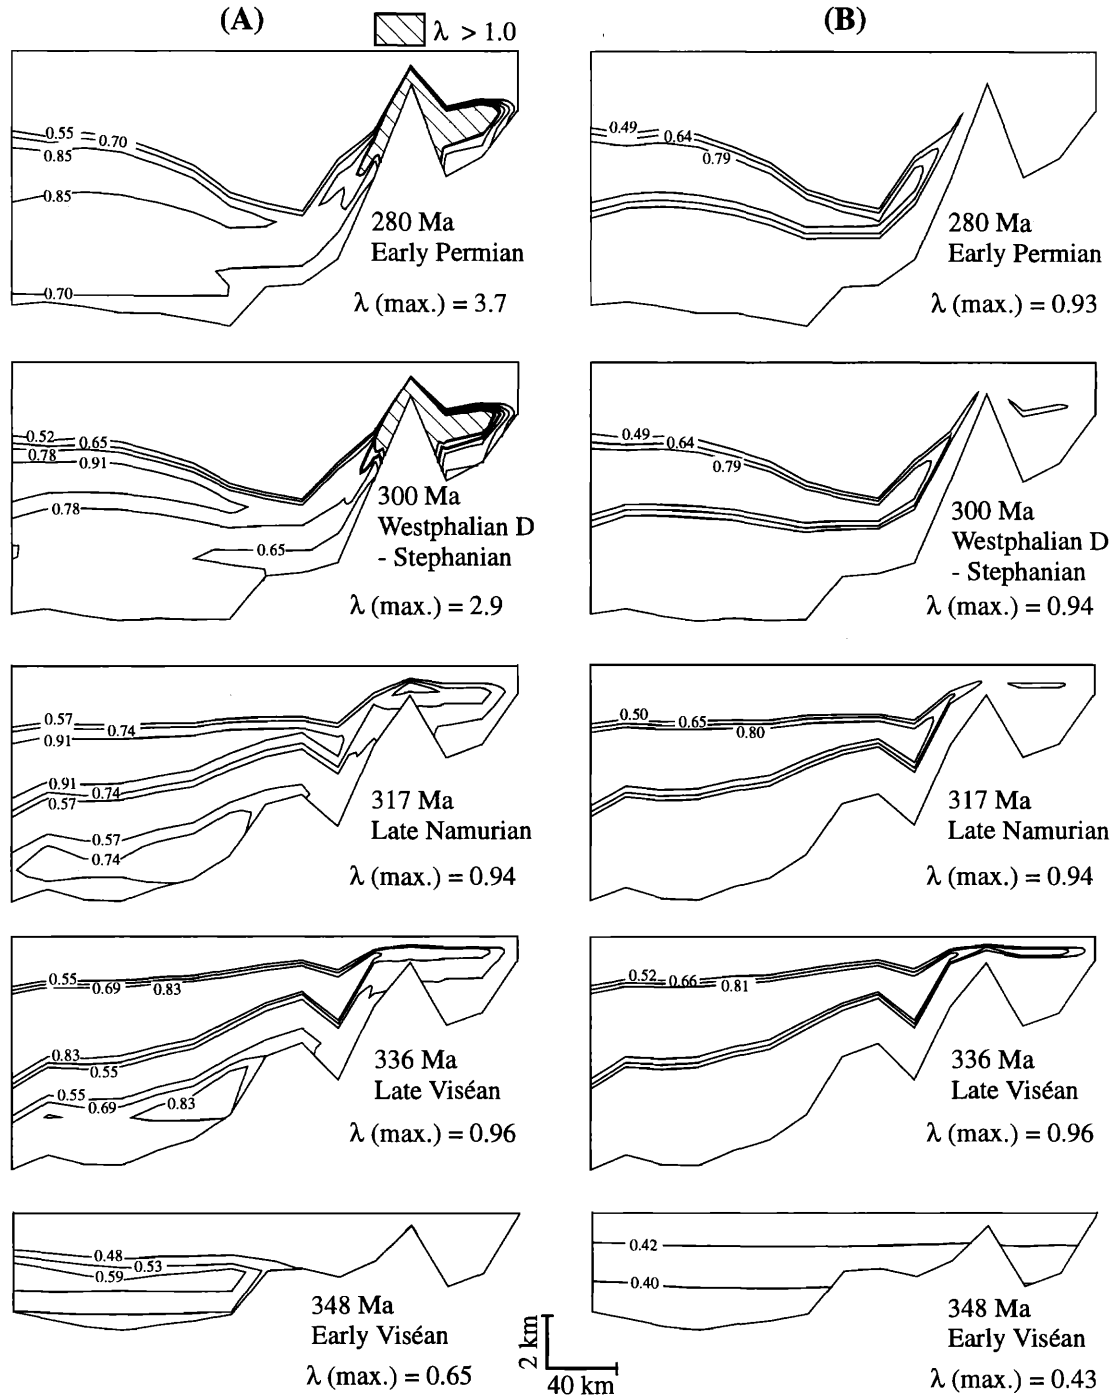 (A)
λ > 1.0
(B)
0.55
0.70
0.85
0.85
0.70
280 Ma
Early Permian
λ (max.) = 3.7
0.49
0.64
0.79
280 Ma
Early Permian
λ (max.) = 0.93
0.52
0.65
0.78
0.91
0.78
0.65
300 Ma
Westphalian D
- Stephanian
λ (max.) = 2.9
0.49
0.64
0.79
300 Ma
Westphalian D
- Stephanian
λ (max.) = 0.94
0.57
0.74
0.91
0.91
0.74
0.57
0.57
0.74
317 Ma
Late Namurian
λ (max.) = 0.94
0.50
0.65
0.80
317 Ma
Late Namurian
λ (max.) = 0.94
0.55
0.69
0.83
0.83
0.55
0.55
0.69
0.83
336 Ma
Late Viséan
λ (max.) = 0.96
0.52
0.66
0.81
336 Ma
Late Viséan
λ (max.) = 0.96
0.48
0.53
0.59
348 Ma
Early Viséan
λ (max.) = 0.65
2 km
40 km
0.42
0.40
348 Ma
Early Viséan
λ (max.) = 0.43